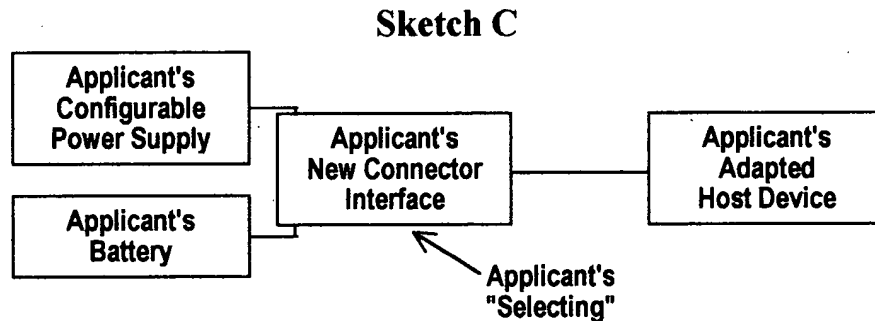 Sketch C
Applicant's
Configurable
Power Supply
Applicant's
New Connector
Interface
Applicant's
Adapted
Host Device
Applicant's
Battery
Applicant's
"Selecting"